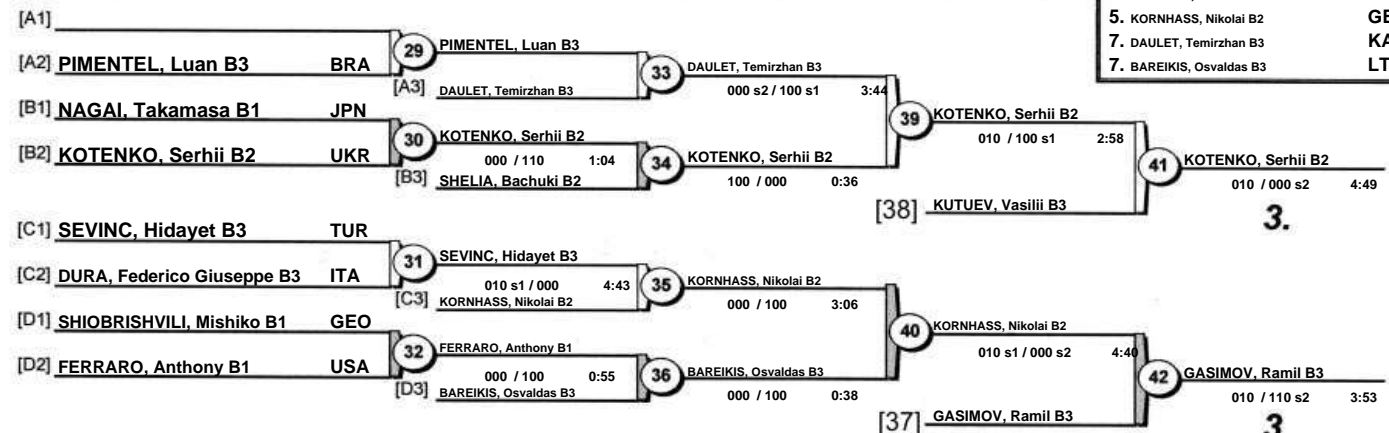 5. KORNHASS, Nikolai B2 GE
7. DAULET, Temirzhan B3 KA
7. BAREIKIS, Osvaldas B3 LT
[A1]
[A2] PIMENTEL, Luan B3 BRA
29
PIMENTEL, Luan B3
[A3] DAULET, Temirzhan B3
33
DAULET, Temirzhan B3
000 s2 / 100 s1 3:44
[B1] NAGAI, Takamasa B1 JPN
[B2] KOTENKO, Serhii B2 UKR
30
KOTENKO, Serhii B2
000 / 110 1:04
[B3] SHELIA, Bachuki B2
34
KOTENKO, Serhii B2
100 / 000 0:36
39
KOTENKO, Serhii B2
010 / 100 s1 2:58
[38] KUTUEV, Vasilii B3
41
KOTENKO, Serhii B2
010 / 000 s2 4:49
3.
[C1] SEVINC, Hidayet B3 TUR
[C2] DURA, Federico Giuseppe B3 ITA
31
SEVINC, Hidayet B3
010 s1 / 000 4:43
[C3] KORNHASS, Nikolai B2
35
KORNHASS, Nikolai B2
000 / 100 3:06
[D1] SHIOBRISHVILI, Mishiko B1 GEO
[D2] FERRARO, Anthony B1 USA
32
FERRARO, Anthony B1
000 / 100 0:55
[D3] BAREIKIS, Osvaldas B3
36
BAREIKIS, Osvaldas B3
000 / 100 0:38
40
KORNHASS, Nikolai B2
010 s1 / 000 s2 4:40
[37] GASIMOV, Ramil B3
42
GASIMOV, Ramil B3
010 / 110 s2 3:53
3